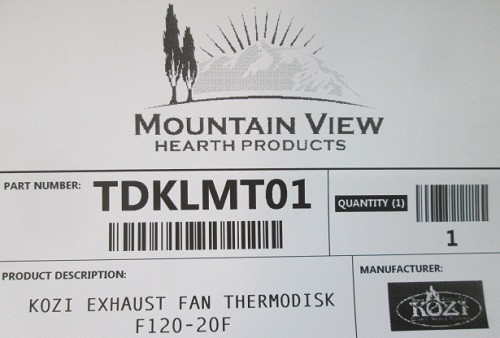 MOUNTAIN VIEW
HEARTH PRODUCTS
PART NUMBER: TDKLMT01
QUANTITY (1)
1
PRODUCT DESCRIPTION:
KOZI EXHAUST FAN THERMODISK
F120-20F
MANUFACTURER:
KOZI